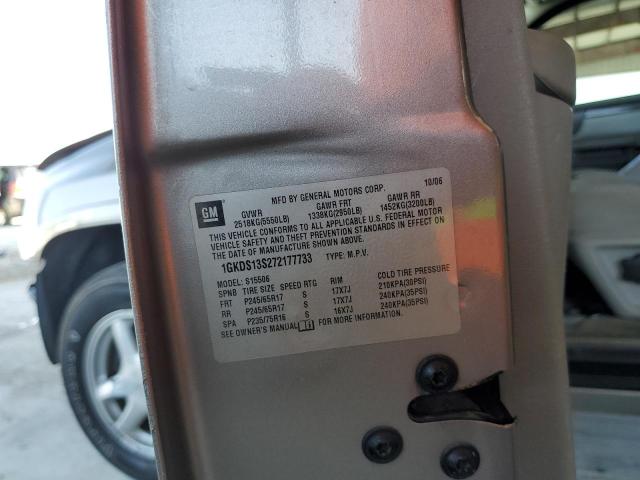 GM
MFD BY GENERAL MOTORS CORP. 10/06
GVWR GAWR FRT GAWR RR
2518KG(5550LB) 1338KG(2950LB) 1452KG(3200LB)
THIS VEHICLE CONFORMS TO ALL APPLICABLE U.S. FEDERAL MOTOR
VEHICLE SAFETY AND THEFT PREVENTION STANDARDS IN EFFECT ON
THE DATE OF MANUFACTURE SHOWN ABOVE.
1GKDS13S272177733 TYPE: M.P.V.
MODEL: S15506
SPNB TIRE SIZE SPEED RTG RIM COLD TIRE PRESSURE
FRT P245/65R17 S 17X7J 210KPA(30PSI)
RR P245/65R17 S 17X7J 240KPA(35PSI)
SPA P235/75R16 S 16X7J 240KPA(35PSI)
SEE OWNER'S MANUAL FOR MORE INFORMATION.